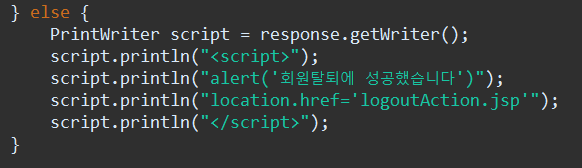 } else {
    PrintWriter script = response.getWriter();
    script.println("<script>");
    script.println("alert('회원탈퇴에 성공했습니다')");
    script.println("location.href='logoutAction.jsp'");
    script.println("</script>");
}